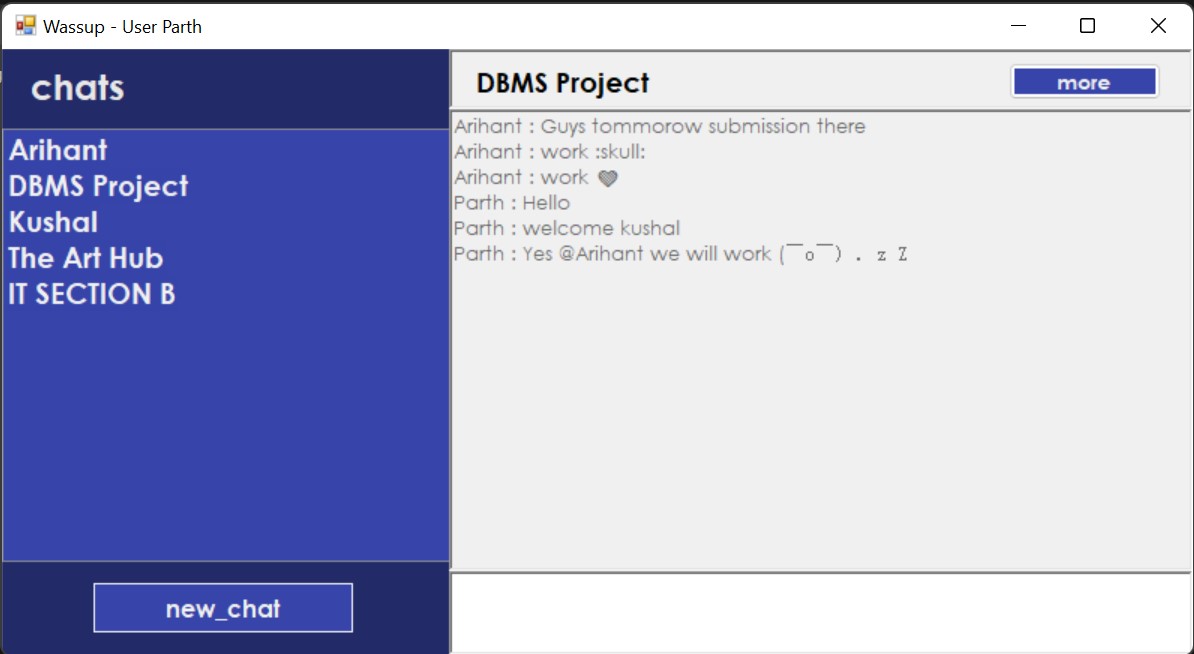 Wassup - User Parth
chats
Arihant
DBMS Project
Kushal
The Art Hub
IT SECTION B
new_chat
DBMS Project
more
Arihant : Guys tommorow submission there
Arihant : work :skull:
Arihant : work 🖤
Parth : Hello
Parth : welcome kushal
Parth : Yes @Arihant we will work (￣o￣) . z Z